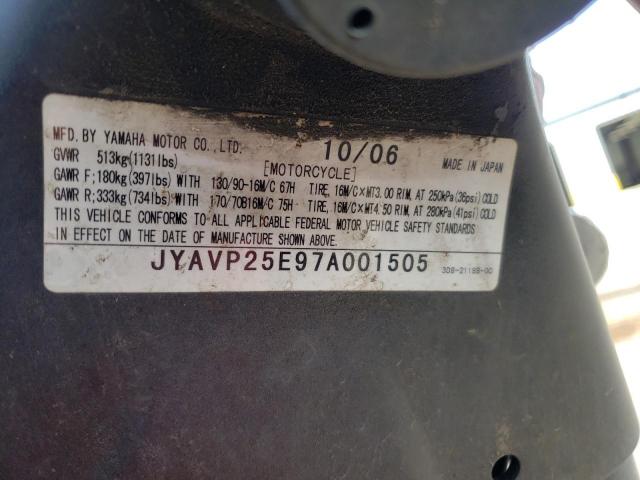 MFD. BY YAMAHA MOTOR CO., LTD. 10/06 MADE IN JAPAN
GVWR 513kg(1131lbs) [MOTORCYCLE]
GAWR F;180kg(397lbs) WITH 130/90-16M/C 67H TIRE, 16M/C×MT3.00 RIM, AT 250kPa(36psi) COLD
GAWR R;333kg(734lbs) WITH 170/70B16M/C 75H TIRE, 16M/C×MT4.50 RIM, AT 280kPa(41psi) COLD
THIS VEHICLE CONFORMS TO ALL APPLICABLE FEDERAL MOTOR VEHICLE SAFETY STANDARDS
IN EFFECT ON THE DATE OF MANUFACTURE SHOWN ABOVE.
JYAVP25E97A001505